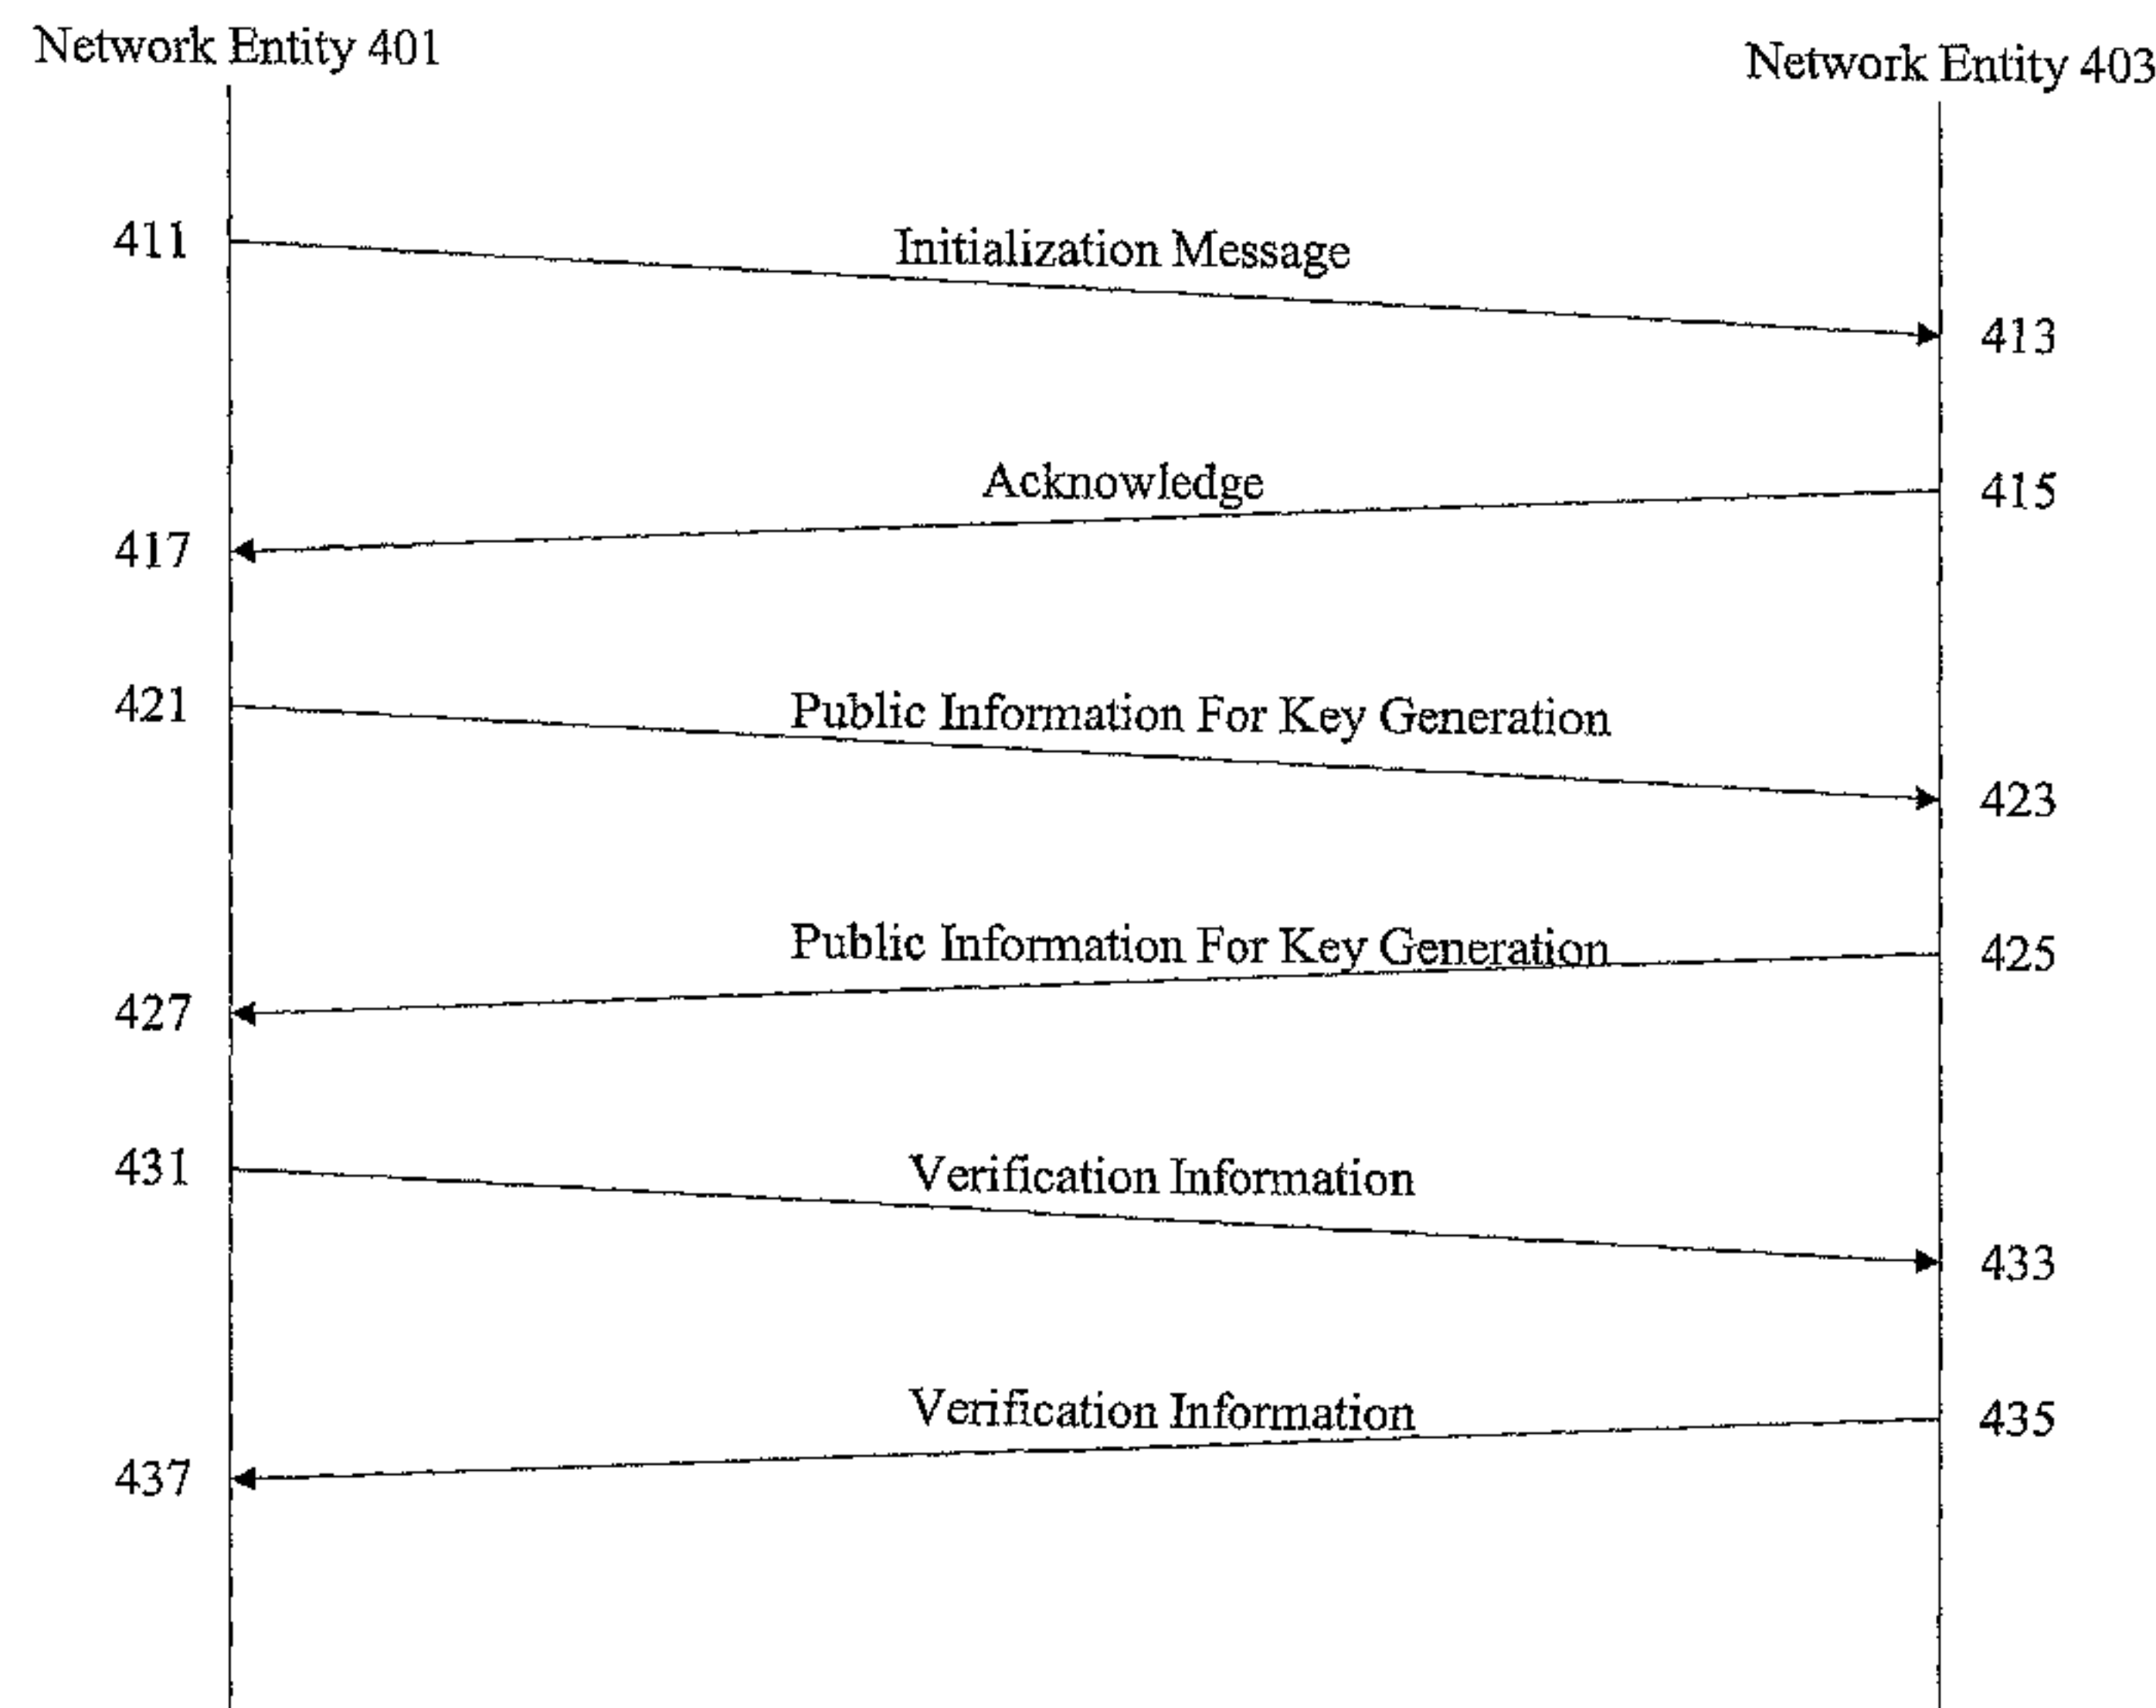 Network Entity 401
Network Entity 403
411
Initialization Message
413
Acknowledge
415
417
421
Public Information For Key Generation
423
Public Information For Key Generation
425
427
431
Verification Information
433
Verification Information
435
437